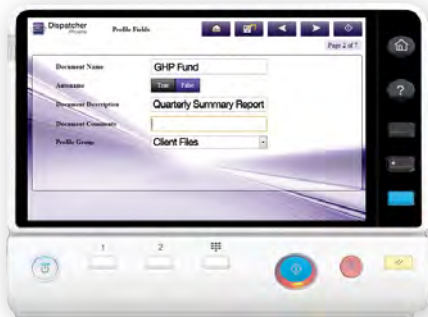 Dispatcher
Phoenix
Profile Fields
Page 2 of 7
Document Name
GHP Fund
Autoname
True False
Document Description
Quarterly Summary Report
Document Comments
Profile Group
Client Files
?
1 2